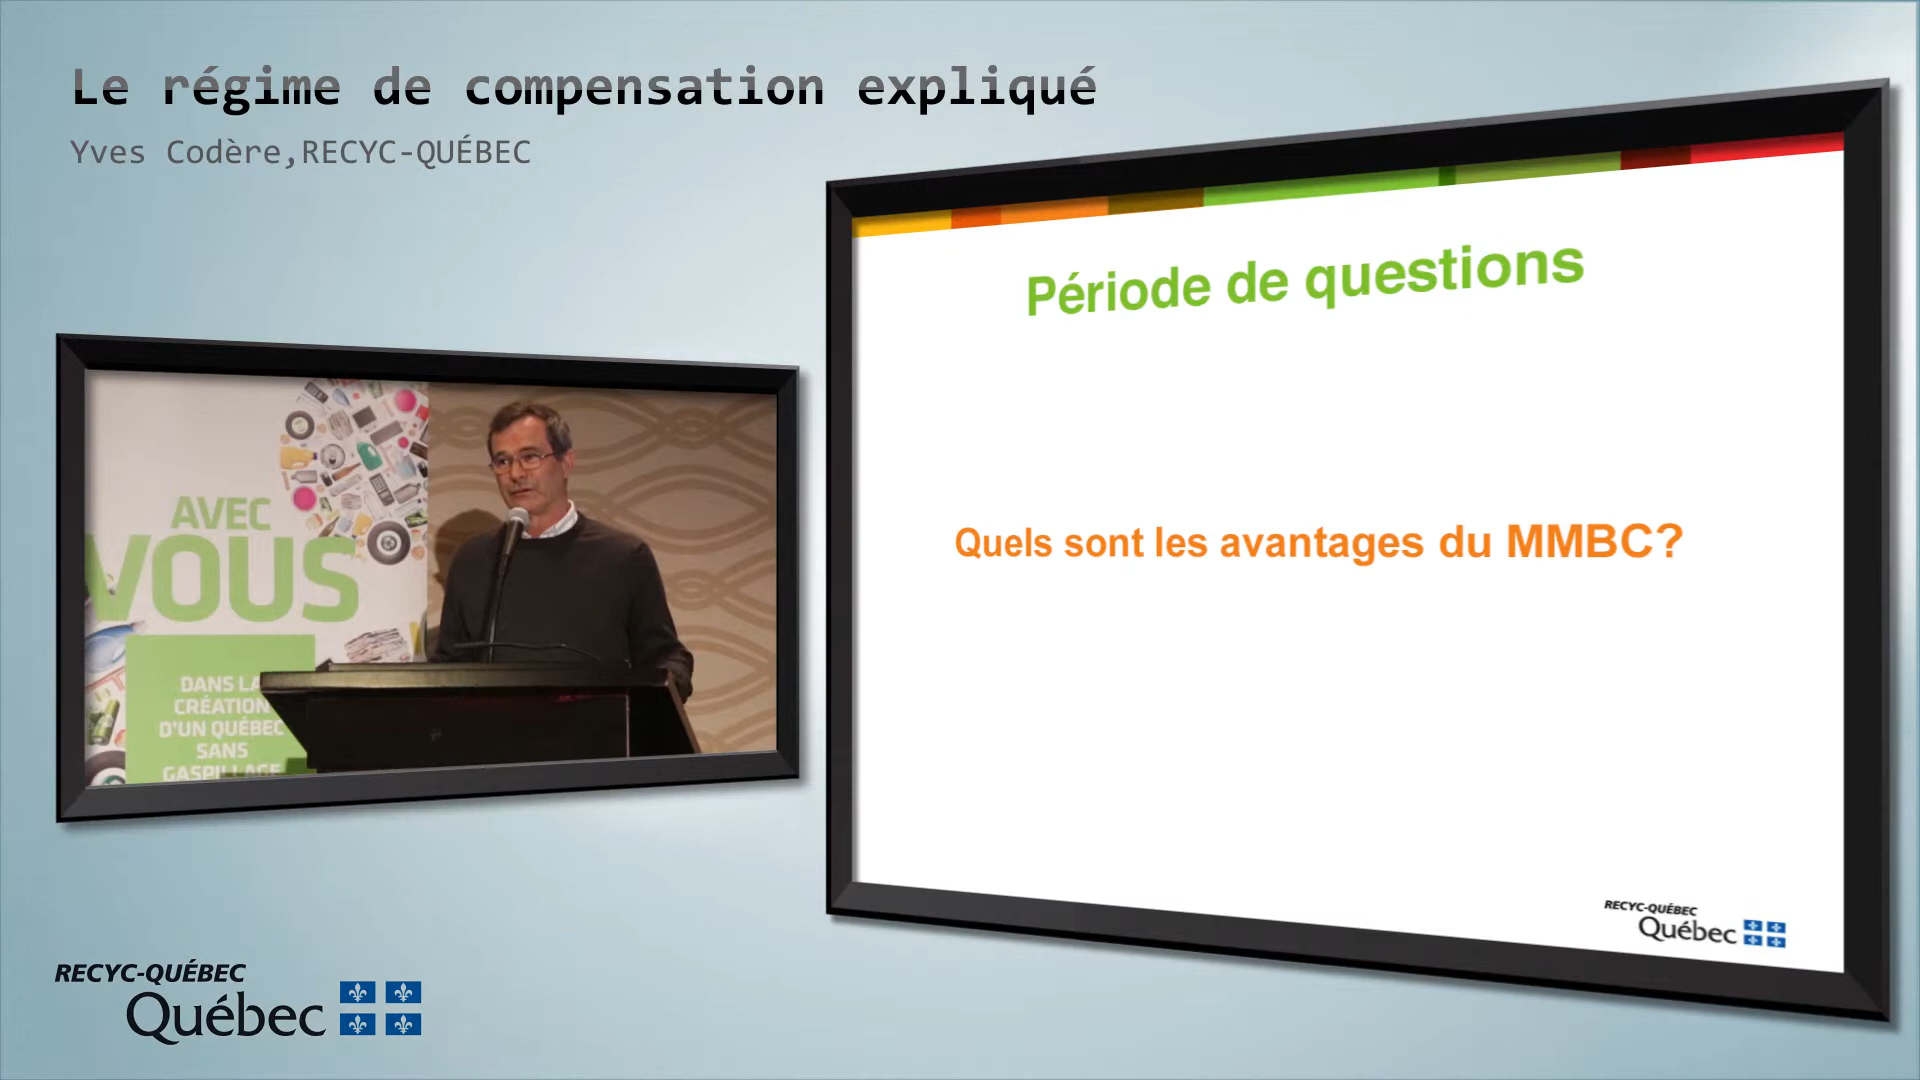 Le régime de compensation expliqué
Yves Codère,RECYC-QUÉBEC
AVEC
VOUS
DANS LA
CRÉATION
D'UN QUÉBEC
SANS
GASPILLAGE
Période de questions
Quels sont les avantages du MMBC?
RECYC-QUÉBEC
Québec
RECYC-QUÉBEC
Québec